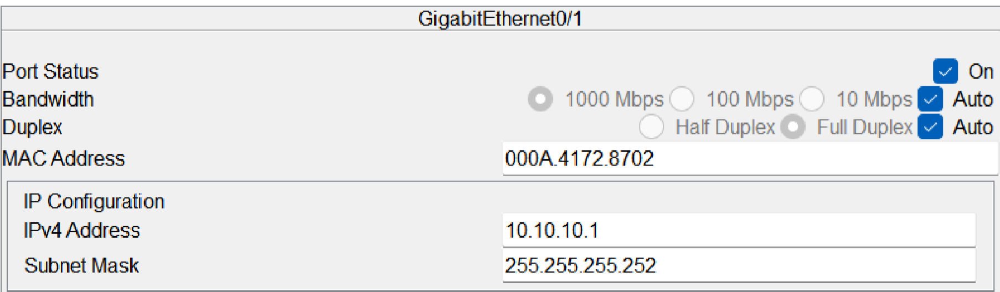 GigabitEthernet0/1
Port Status On
Bandwidth 1000 Mbps 100 Mbps 10 Mbps Auto
Duplex Half Duplex Full Duplex Auto
MAC Address 000A.4172.8702
IP Configuration
IPv4 Address 10.10.10.1
Subnet Mask 255.255.255.252